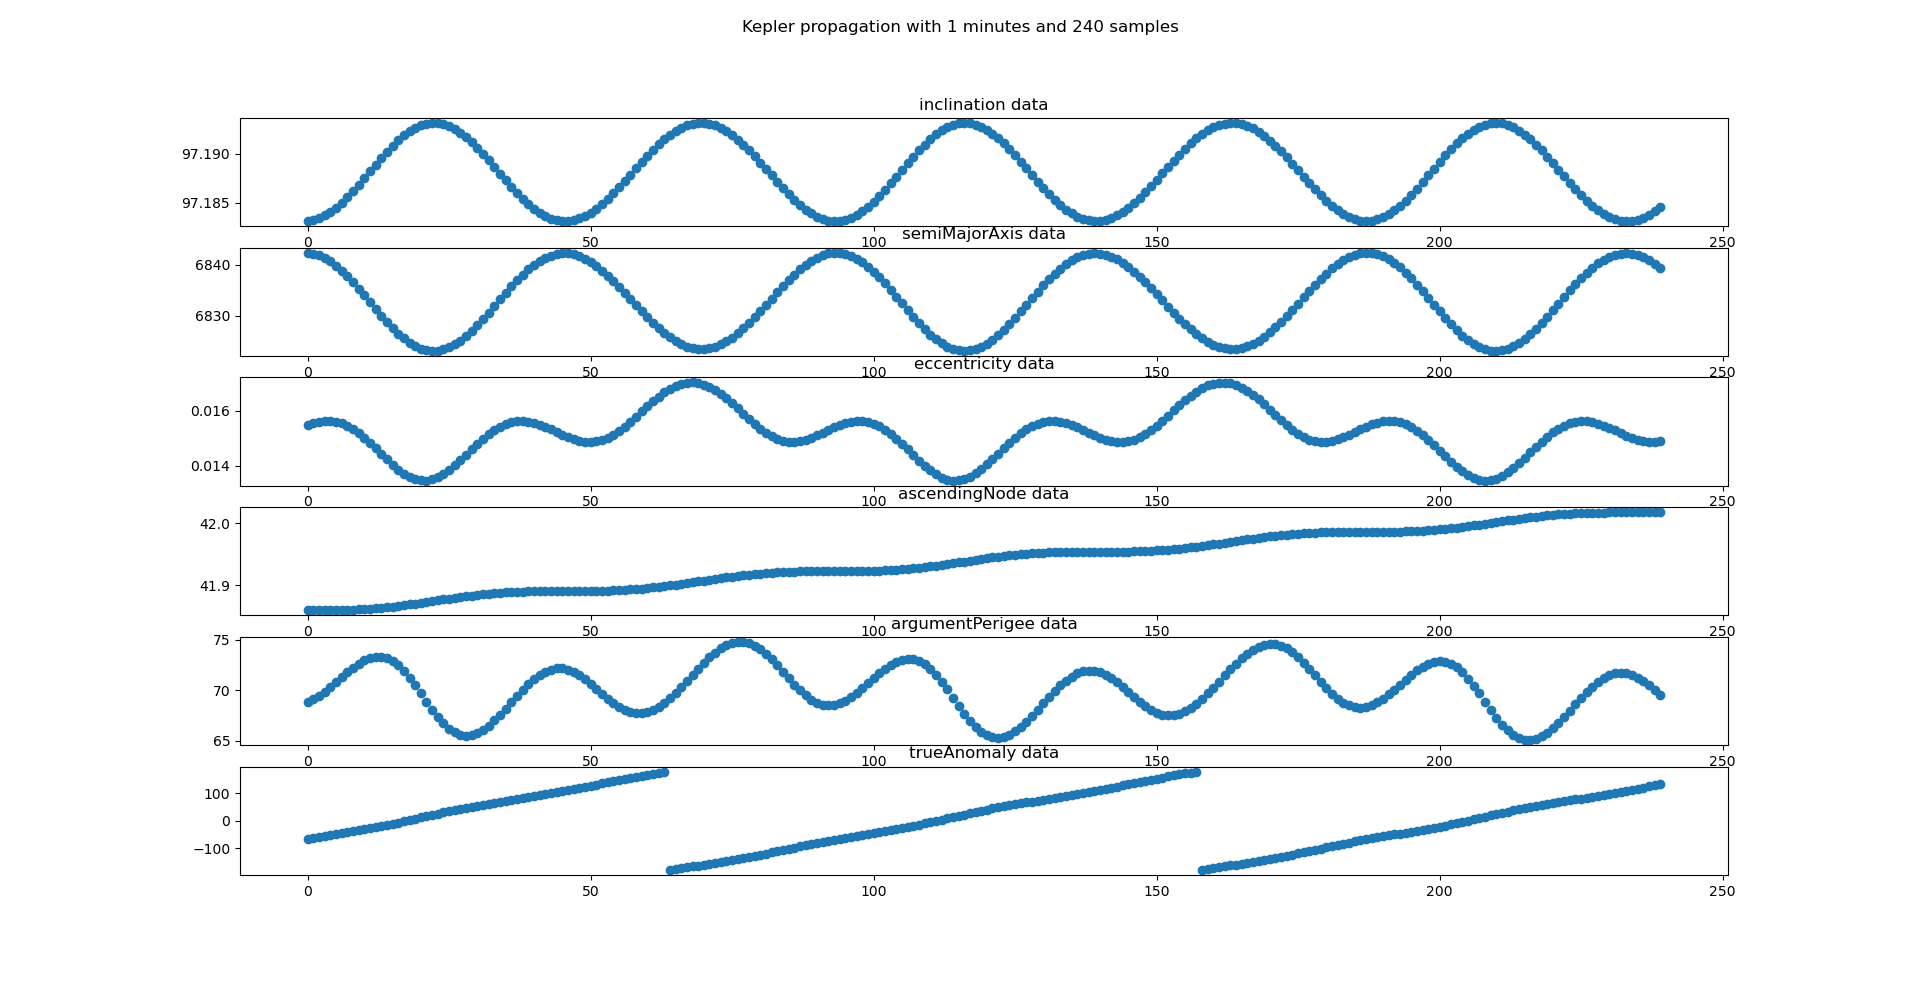 Kepler propagation with 1 minutes and 240 samples
inclination data
97.190
97.185
0 50 100 150 200 250
semiMajorAxis data
6840
6830
0 50 100 150 200 250
eccentricity data
0.016
0.014
0 50 100 150 200 250
ascendingNode data
42.0
41.9
0 50 100 150 200 250
argumentPerigee data
75
70
65
0 50 100 150 200 250
trueAnomaly data
100
0
−100
0 50 100 150 200 250